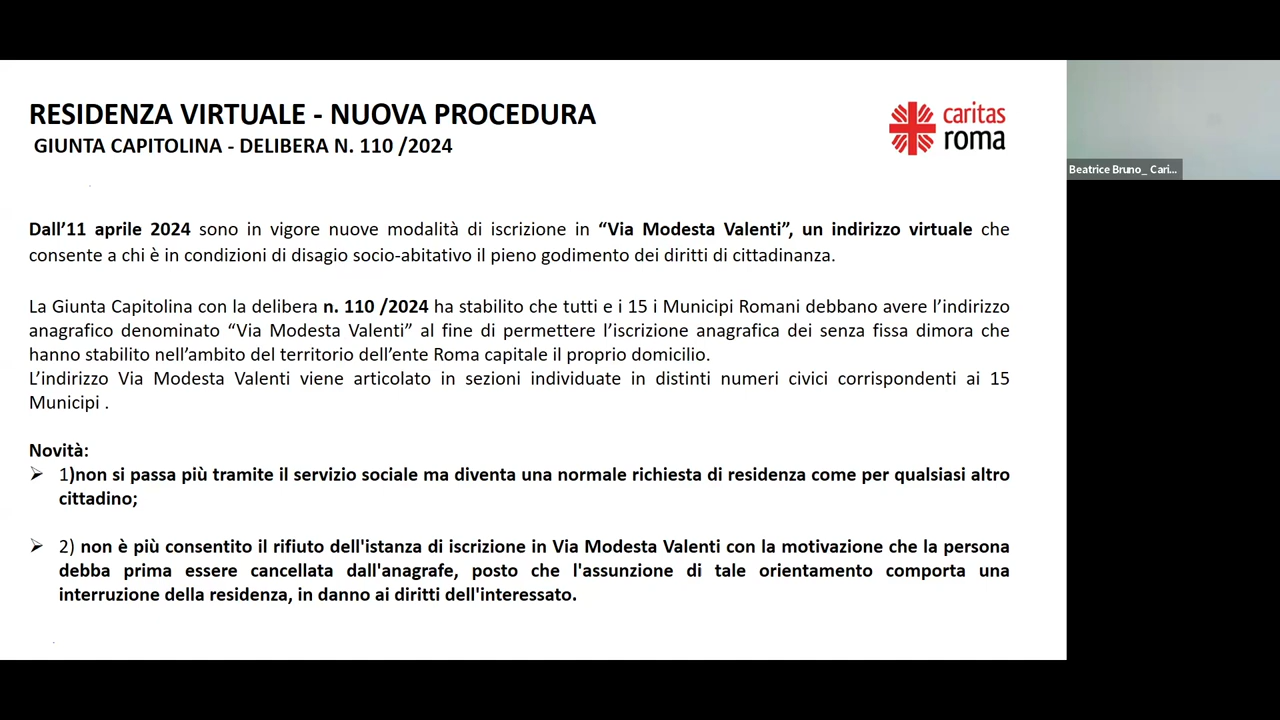 RESIDENZA VIRTUALE - NUOVA PROCEDURA
GIUNTA CAPITOLINA - DELIBERA N. 110 /2024
caritas
roma
Beatrice Bruno_ Cari...
Dall’11 aprile 2024 sono in vigore nuove modalità di iscrizione in “Via Modesta Valenti”, un indirizzo virtuale che
consente a chi è in condizioni di disagio socio-abitativo il pieno godimento dei diritti di cittadinanza.
La Giunta Capitolina con la delibera n. 110 /2024 ha stabilito che tutti e i 15 i Municipi Romani debbano avere l’indirizzo
anagrafico denominato “Via Modesta Valenti” al fine di permettere l’iscrizione anagrafica dei senza fissa dimora che
hanno stabilito nell’ambito del territorio dell’ente Roma capitale il proprio domicilio.
L’indirizzo Via Modesta Valenti viene articolato in sezioni individuate in distinti numeri civici corrispondenti ai 15
Municipi .
Novità:
➢ 1)non si passa più tramite il servizio sociale ma diventa una normale richiesta di residenza come per qualsiasi altro
cittadino;
➢ 2) non è più consentito il rifiuto dell'istanza di iscrizione in Via Modesta Valenti con la motivazione che la persona
debba prima essere cancellata dall'anagrafe, posto che l'assunzione di tale orientamento comporta una
interruzione della residenza, in danno ai diritti dell'interessato.